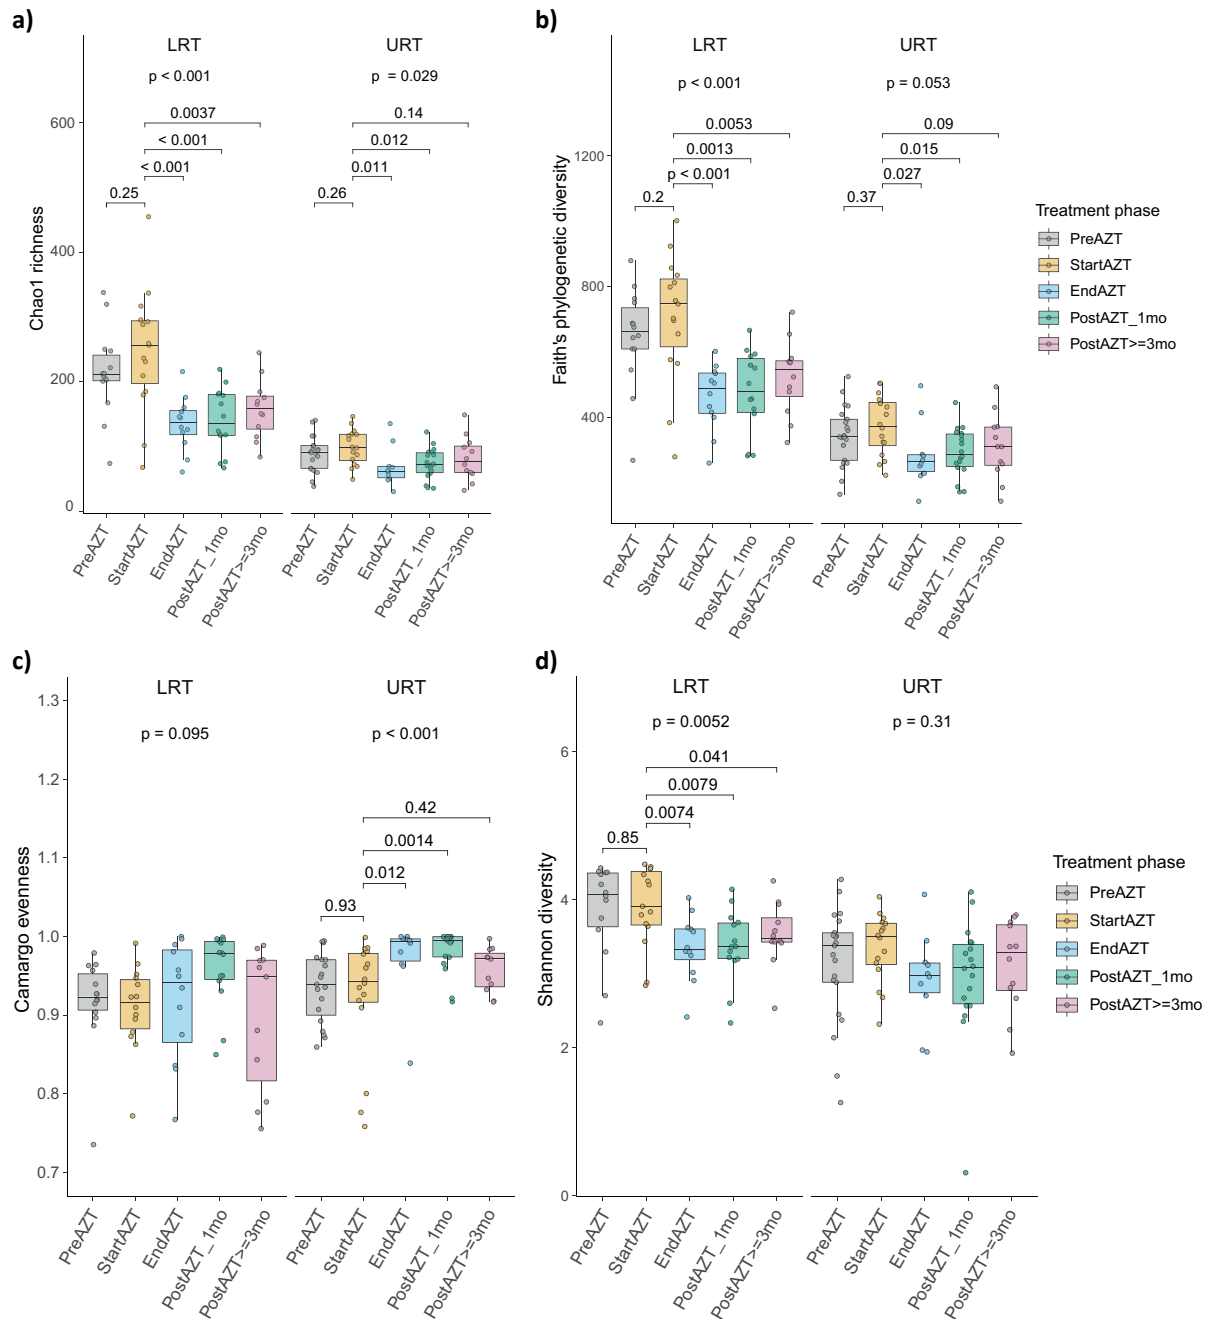 a)
LRT
URT
p < 0.001
p = 0.029
0.0037
0.14
< 0.001
0.012
< 0.001
0.011
0.25
0.26
Chao1 richness
600
400
200
0
PreAZT
StartAZT
EndAZT
PostAZT_1mo
PostAZT>=3mo
PreAZT
StartAZT
EndAZT
PostAZT_1mo
PostAZT>=3mo
b)
LRT
URT
p < 0.001
p = 0.053
0.0053
0.09
0.0013
0.015
p < 0.001
0.027
0.2
0.37
Faith's phylogenetic diversity
1200
800
400
PreAZT
StartAZT
EndAZT
PostAZT_1mo
PostAZT>=3mo
PreAZT
StartAZT
EndAZT
PostAZT_1mo
PostAZT>=3mo
Treatment phase
PreAZT
StartAZT
EndAZT
PostAZT_1mo
PostAZT>=3mo
c)
LRT
URT
p = 0.095
p < 0.001
0.42
0.0014
0.012
0.93
Camargo evenness
1.3
1.2
1.1
1.0
0.9
0.8
0.7
PreAZT
StartAZT
EndAZT
PostAZT_1mo
PostAZT>=3mo
PreAZT
StartAZT
EndAZT
PostAZT_1mo
PostAZT>=3mo
d)
LRT
URT
p = 0.0052
p = 0.31
0.041
0.0079
0.0074
0.85
Shannon diversity
6
4
2
0
PreAZT
StartAZT
EndAZT
PostAZT_1mo
PostAZT>=3mo
PreAZT
StartAZT
EndAZT
PostAZT_1mo
PostAZT>=3mo
Treatment phase
PreAZT
StartAZT
EndAZT
PostAZT_1mo
PostAZT>=3mo